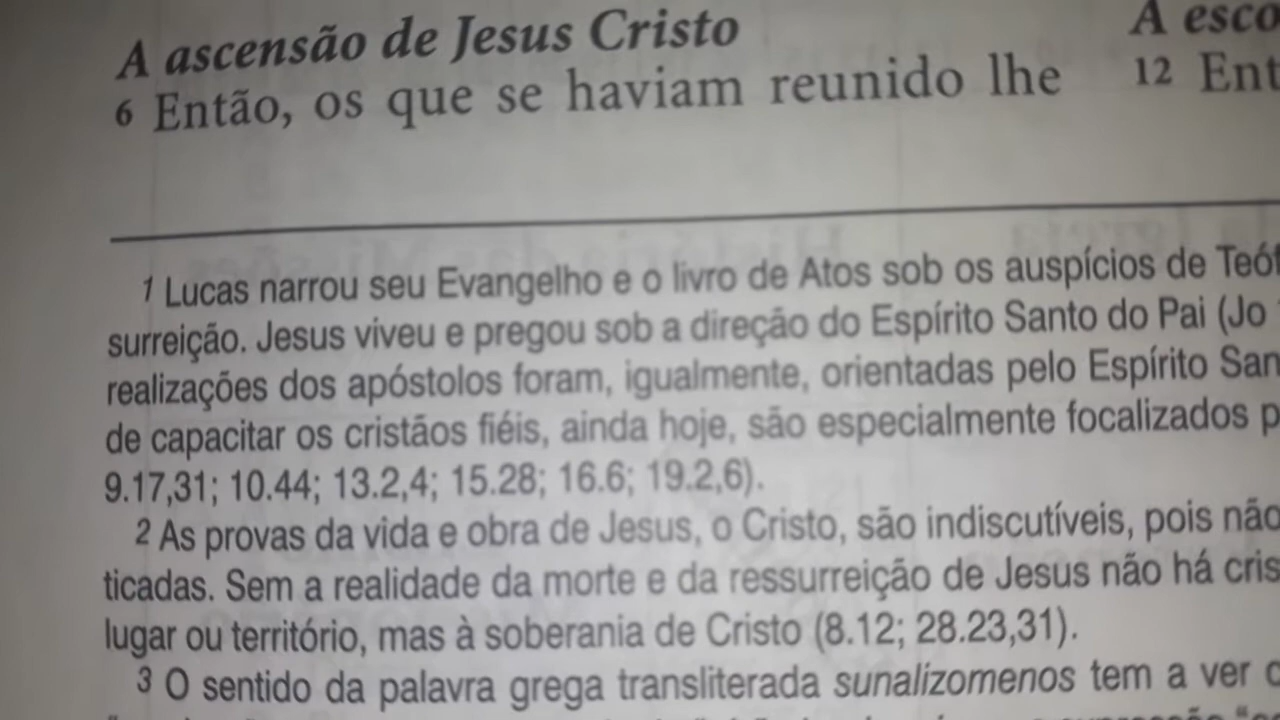 A ascensão de Jesus Cristo
6 Então, os que se haviam reunido lhe
A esco
12 Ent
1 Lucas narrou seu Evangelho e o livro de Atos sob os auspícios de Teóf
surreição. Jesus viveu e pregou sob a direção do Espírito Santo do Pai (Jo
realizações dos apóstolos foram, igualmente, orientadas pelo Espírito San
de capacitar os cristãos fiéis, ainda hoje, são especialmente focalizados p
9.17,31; 10.44; 13.2,4; 15.28; 16.6; 19.2,6).
2 As provas da vida e obra de Jesus, o Cristo, são indiscutíveis, pois não
ticadas. Sem a realidade da morte e da ressurreição de Jesus não há cris
lugar ou território, mas à soberania de Cristo (8.12; 28.23,31).
3 O sentido da palavra grega transliterada sunalizomenos tem a ver c